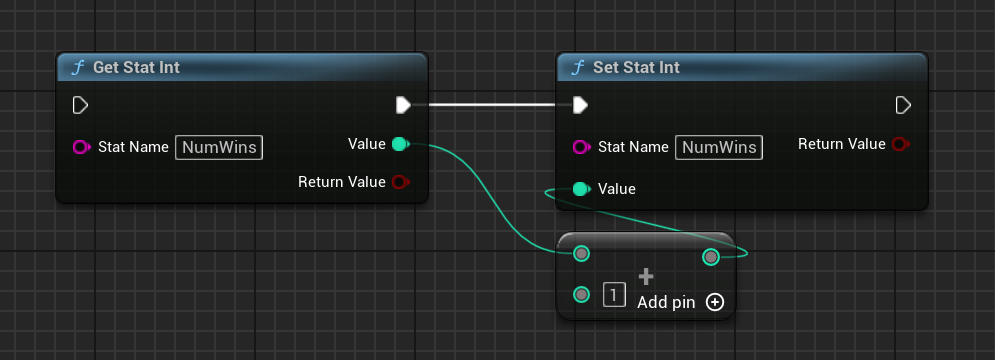 f Get Stat Int
Stat Name NumWins
Value
Return Value
f Set Stat Int
Stat Name NumWins
Return Value
Value
1
Add pin